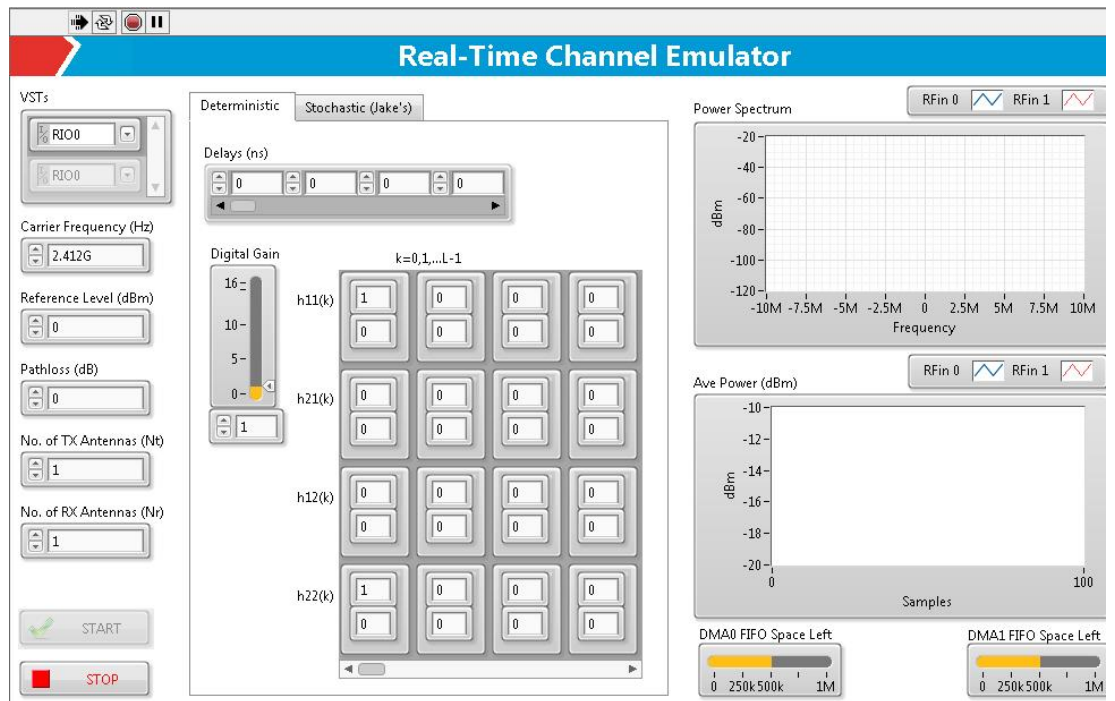 Real-Time Channel Emulator
VSTs
RIO0
RIO0
Carrier Frequency (Hz)
2.412G
Reference Level (dBm)
0
Pathloss (dB)
0
No. of TX Antennas (Nt)
1
No. of RX Antennas (Nr)
1
START
STOP
Deterministic Stochastic (Jake's)
Delays (ns)
0 0 0 0
Digital Gain
16
10
5
0
1
k=0,1,...L-1
h11(k) 1 0 0 0
0 0 0 0
h21(k) 0 0 0 0
0 0 0 0
h12(k) 0 0 0 0
0 0 0 0
h22(k) 1 0 0 0
0 0 0 0
Power Spectrum RFin 0 RFin 1
-20
-40
-60
-80
-100
-120
dBm
-10M -7.5M -5M -2.5M 0 2.5M 5M 7.5M 10M
Frequency
Ave Power (dBm) RFin 0 RFin 1
-10
-12
-14
-16
-18
-20
dBm
0 100
Samples
DMA0 FIFO Space Left
0 250k 500k 1M
DMA1 FIFO Space Left
0 250k 500k 1M